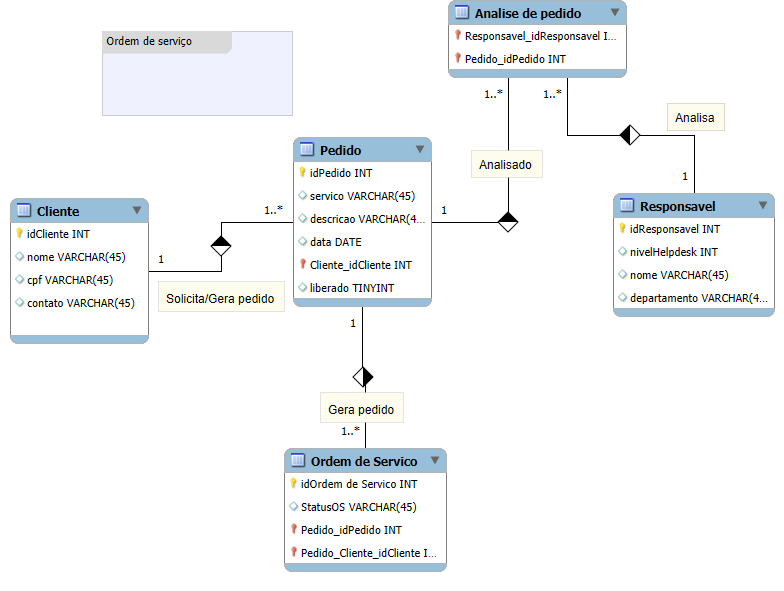 Analise de pedido
Responsavel_idResponsavel I...
Pedido_idPedido INT
Ordem de serviço
1..*
1..*
Analisa
Analisado
1
Pedido
idPedido INT
servico VARCHAR(45)
descricao VARCHAR(4...
data DATE
Cliente_idCliente INT
liberado TINYINT
1..*
1
Cliente
idCliente INT
nome VARCHAR(45)
cpf VARCHAR(45)
contato VARCHAR(45)
1
Solicita/Gera pedido
Responsavel
idResponsavel INT
nivelHelpdesk INT
nome VARCHAR(45)
departamento VARCHAR(4...
1
Gera pedido
1..*
Ordem de Servico
idOrdem de Servico INT
StatusOS VARCHAR(45)
Pedido_idPedido INT
Pedido_Cliente_idCliente I...